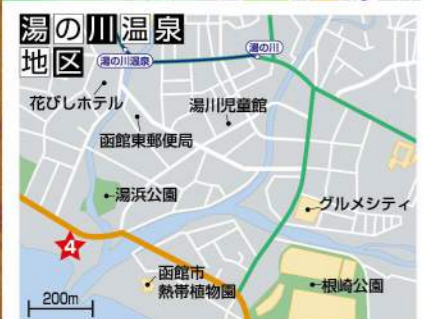 湯の川温泉
地区
湯の川温泉
湯の川
花びしホテル
湯川児童館
函館東郵便局
湯浜公園
グルメシティ
4
函館市
熱帯植物園
根崎公園
200m